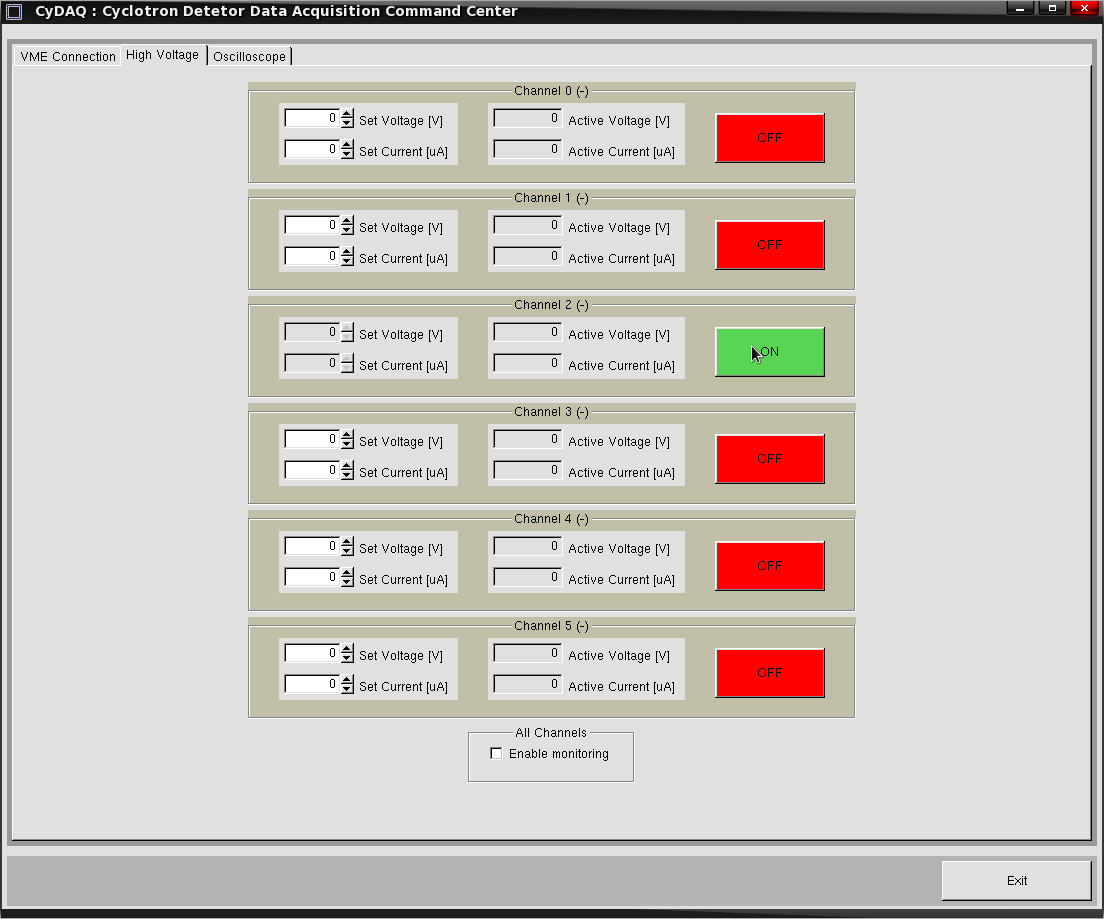 CyDAQ : Cyclotron Detetor Data Acquisition Command Center
VME Connection High Voltage Oscilloscope
Channel 0 (-)
0 Set Voltage [V] 0 Active Voltage [V]
OFF
0 Set Current [uA] 0 Active Current [uA]
Channel 1 (-)
0 Set Voltage [V] 0 Active Voltage [V]
OFF
0 Set Current [uA] 0 Active Current [uA]
Channel 2 (-)
0 Set Voltage [V] 0 Active Voltage [V]
ON
0 Set Current [uA] 0 Active Current [uA]
Channel 3 (-)
0 Set Voltage [V] 0 Active Voltage [V]
OFF
0 Set Current [uA] 0 Active Current [uA]
Channel 4 (-)
0 Set Voltage [V] 0 Active Voltage [V]
OFF
0 Set Current [uA] 0 Active Current [uA]
Channel 5 (-)
0 Set Voltage [V] 0 Active Voltage [V]
OFF
0 Set Current [uA] 0 Active Current [uA]
All Channels
Enable monitoring
Exit